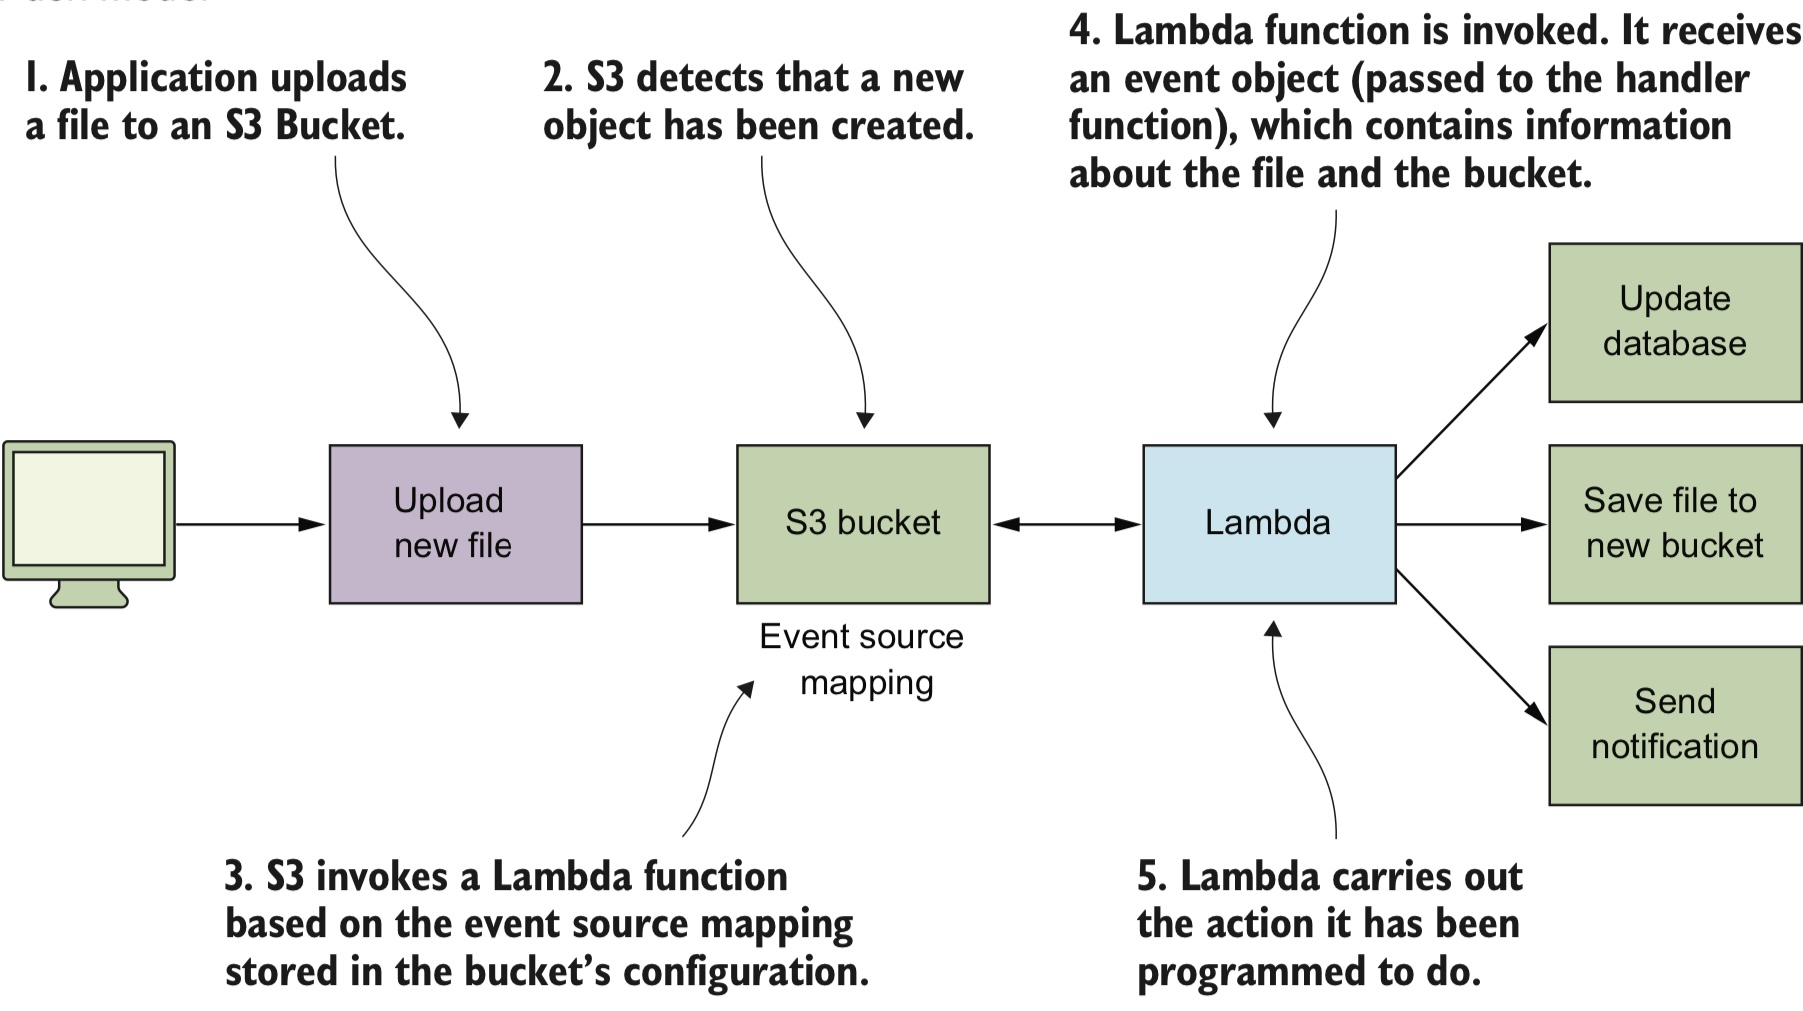 1. Application uploads
a file to an S3 Bucket.
2. S3 detects that a new
object has been created.
4. Lambda function is invoked. It receives
an event object (passed to the handler
function), which contains information
about the file and the bucket.
Update
database
Upload
new file
S3 bucket
Lambda
Save file to
new bucket
Event source
mapping
Send
notification
3. S3 invokes a Lambda function
based on the event source mapping
stored in the bucket's configuration.
5. Lambda carries out
the action it has been
programmed to do.